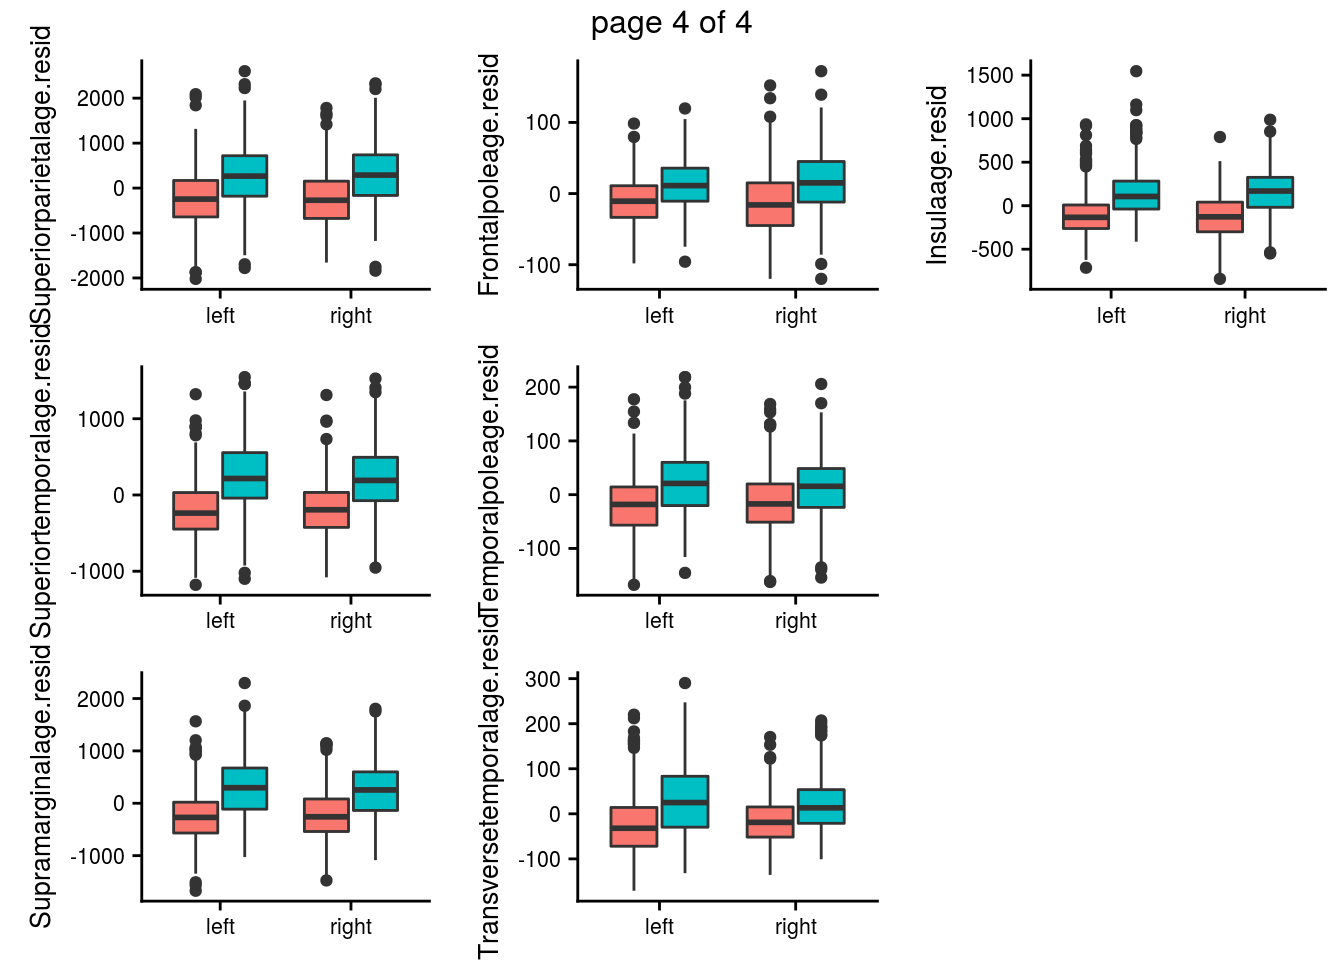 page 4 of 4
Superiorparietalage.resid
2000
1000
0
-1000
-2000
left right
Frontalpoleage.resid
100
0
-100
left right
Insulaage.resid
1500
1000
500
0
-500
left right
Superiortemporalage.resid
1000
0
-1000
left right
Temporalpoleage.resid
200
100
0
-100
left right
Supramarginalage.resid
2000
1000
0
-1000
left right
Transversetemporalage.resid
300
200
100
0
-100
left right